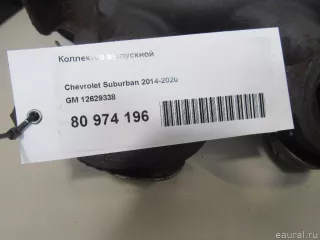 Коллектор выпускной
Chevrolet Suburban 2014-2020
GM 12629338
80 974 196
eaural.ru